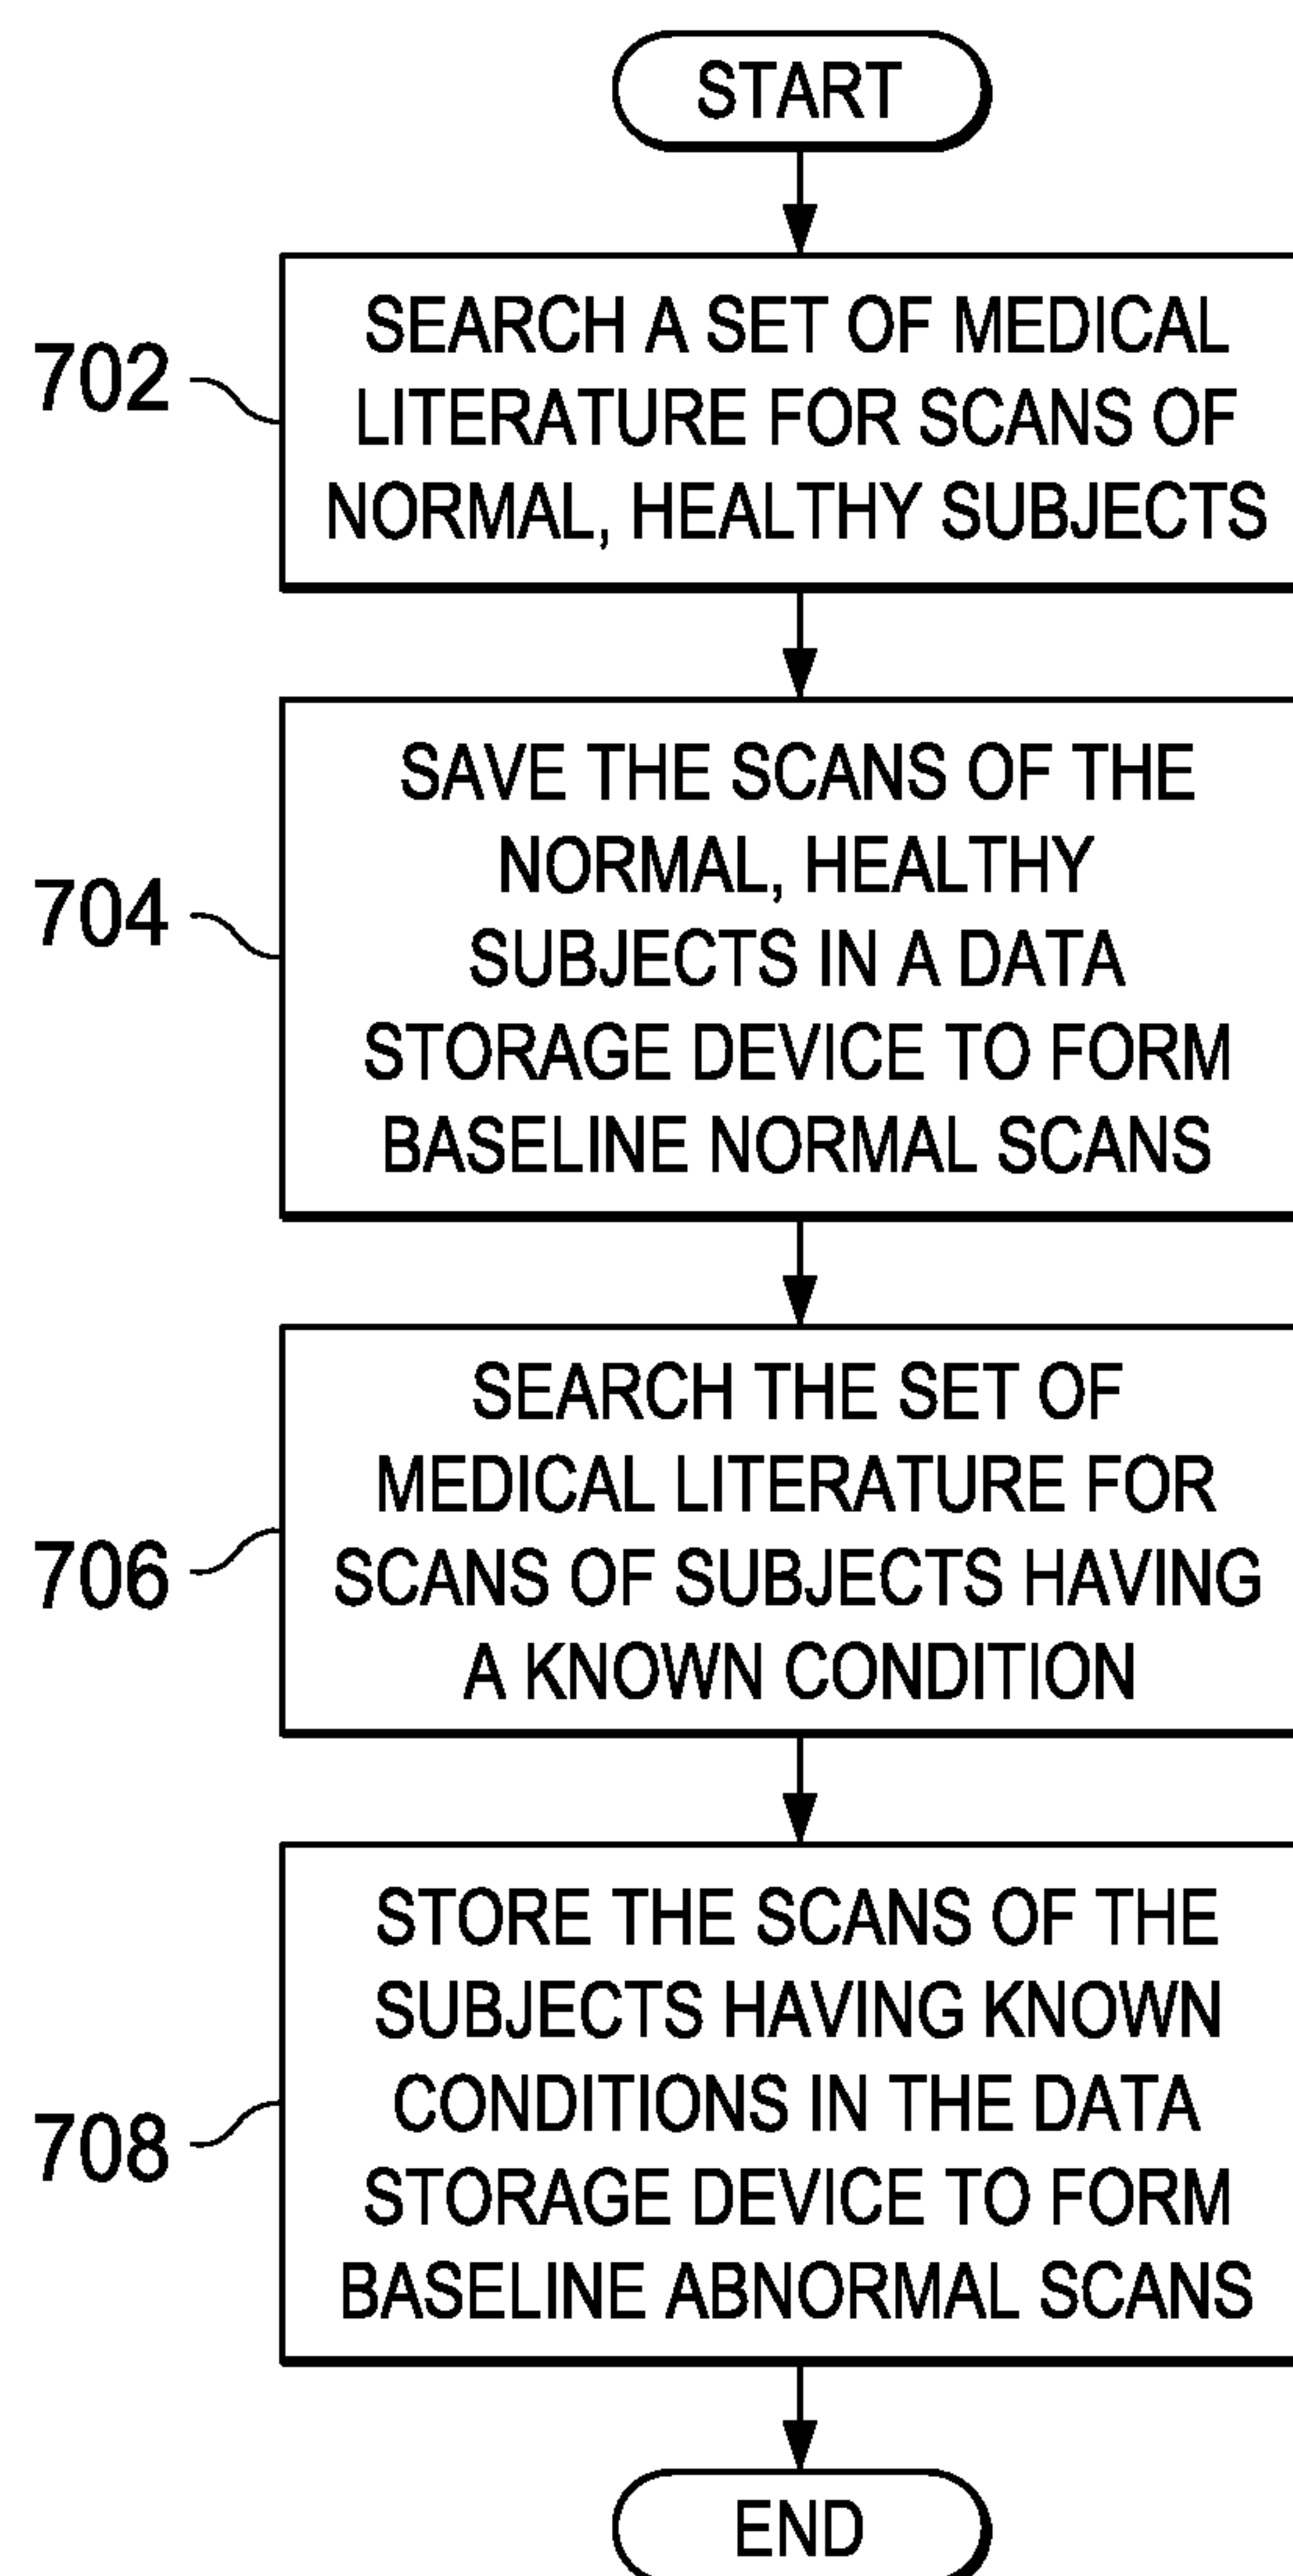 START
702
SEARCH A SET OF MEDICAL
LITERATURE FOR SCANS OF
NORMAL, HEALTHY SUBJECTS
704
SAVE THE SCANS OF THE
NORMAL, HEALTHY
SUBJECTS IN A DATA
STORAGE DEVICE TO FORM
BASELINE NORMAL SCANS
706
SEARCH THE SET OF
MEDICAL LITERATURE FOR
SCANS OF SUBJECTS HAVING
A KNOWN CONDITION
708
STORE THE SCANS OF THE
SUBJECTS HAVING KNOWN
CONDITIONS IN THE DATA
STORAGE DEVICE TO FORM
BASELINE ABNORMAL SCANS
END